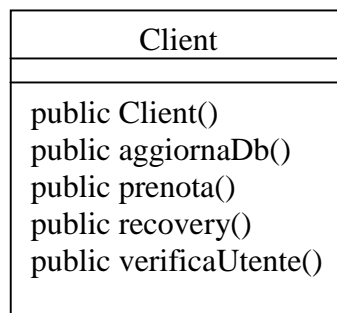 Client
public Client()
public aggiornaDb()
public prenota()
public recovery()
public verificaUtente()